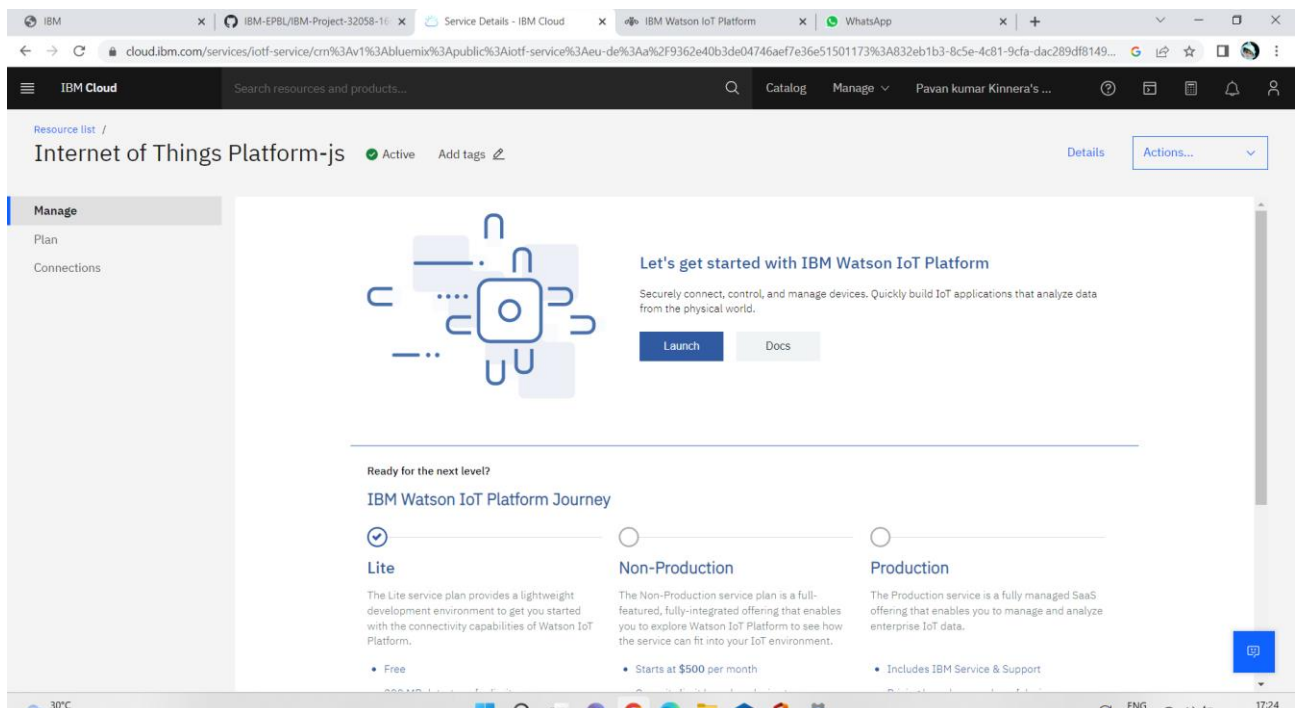 IBM
IBM-EPBL/IBM-Project-32058-16
Service Details - IBM Cloud
IBM Watson IoT Platform
WhatsApp
cloud.ibm.com/services/iotf-service/crn%3Av1%3Abluemix%3Apublic%3Aiotf-service%3Aeu-de%3Aa%2F9362e40b3de04746aef7e36e51501173%3A832eb1b3-8c5e-4c81-9cfa-dac289df8149...
IBM Cloud
Search resources and products...
Catalog
Manage
Pavan kumar Kinnera's ...
Resource list /
Internet of Things Platform-js
Active
Add tags
Details
Actions...
Manage
Plan
Connections
Let's get started with IBM Watson IoT Platform
Securely connect, control, and manage devices. Quickly build IoT applications that analyze data
from the physical world.
Launch
Docs
Ready for the next level?
IBM Watson IoT Platform Journey
Lite
The Lite service plan provides a lightweight
development environment to get you started
with the connectivity capabilities of Watson IoT
Platform.
• Free
Non-Production
The Non-Production service plan is a full-
featured, fully-integrated offering that enables
you to explore Watson IoT Platform to see how
the service can fit into your IoT environment.
• Starts at $500 per month
Production
The Production service is a fully managed SaaS
offering that enables you to manage and analyze
enterprise IoT data.
• Includes IBM Service & Support
30°C
ENG
17:24